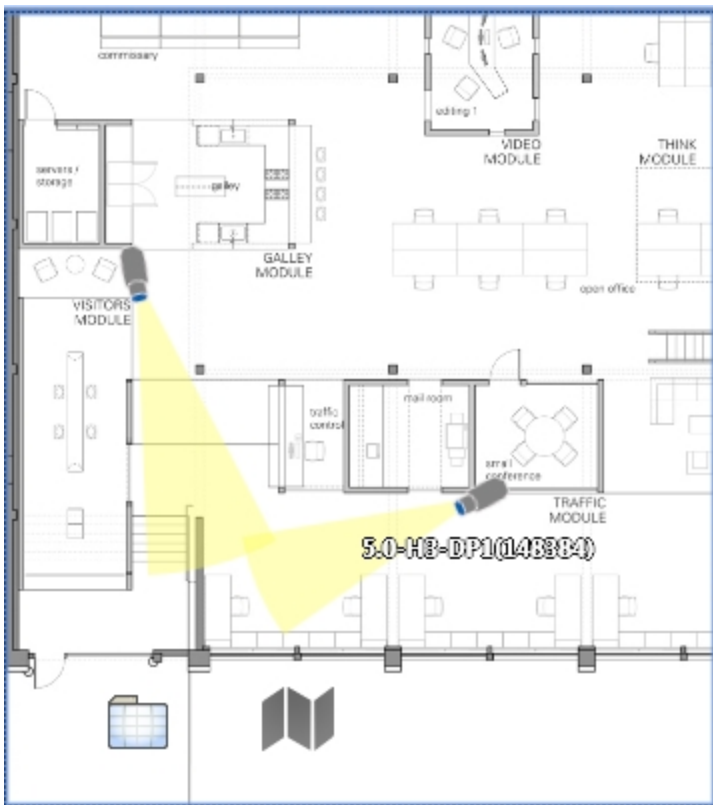 commissary
editing 1
VIDEO
MODULE
THINK
MODULE
servers /
storage
galley
GALLEY
MODULE
open office
VISITORS
MODULE
mail room
traffic
control
small
conference
TRAFFIC
MODULE
5.0-H3-DP1(148384)